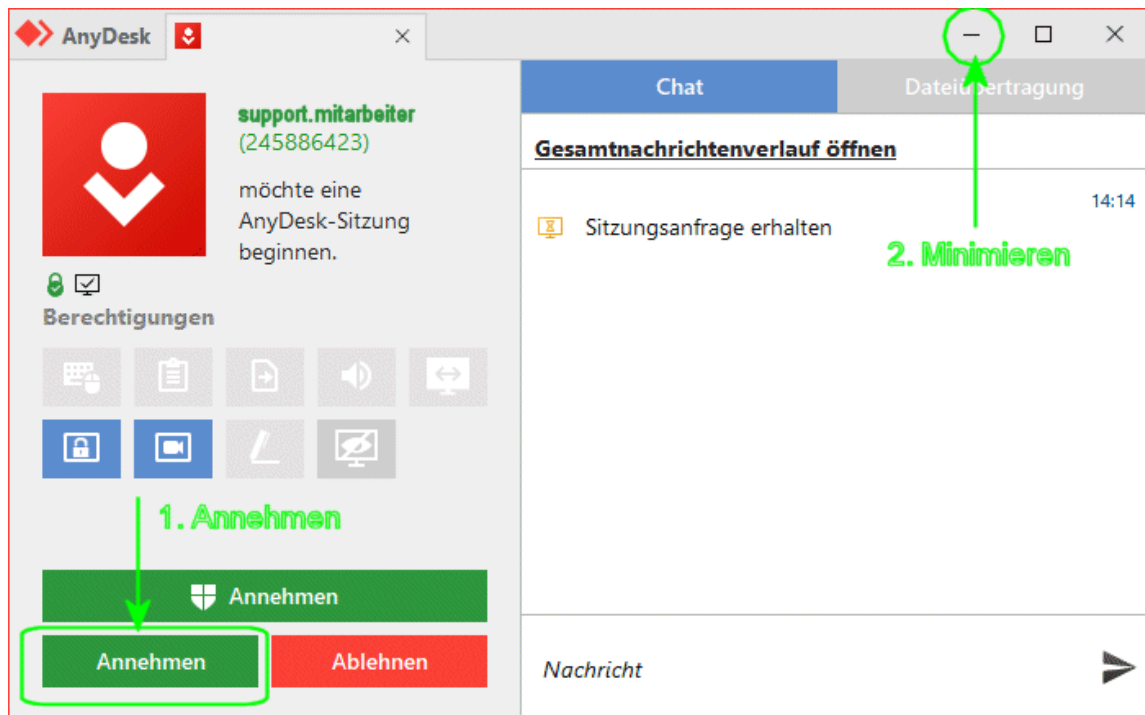 AnyDesk
support.mitarbeiter
(245886423)
möchte eine
AnyDesk-Sitzung
beginnen.
Berechtigungen
1. Annehmen
Annehmen
Annehmen
Ablehnen
Chat
Dateiübertragung
Gesamtnachrichtenverlauf öffnen
14:14
Sitzungsanfrage erhalten
2. Minimieren
Nachricht